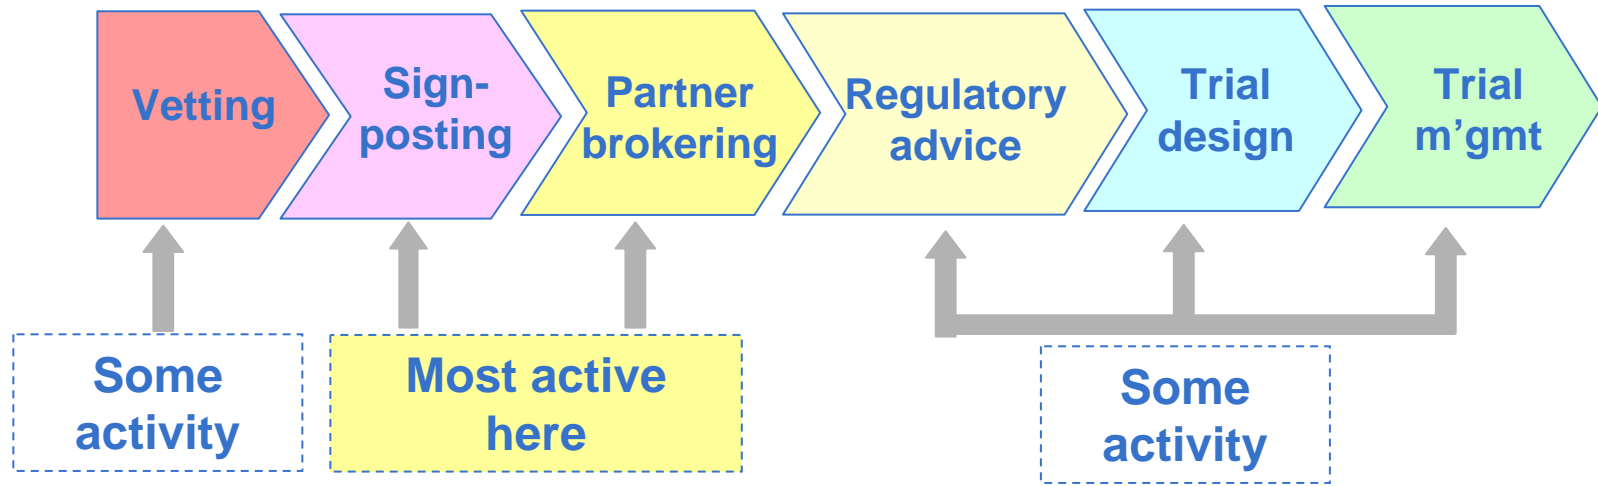 Vetting
Sign-
posting
Partner
brokering
Regulatory
advice
Trial
design
Trial
m’gmt
Some
activity
Most active
here
Some
activity